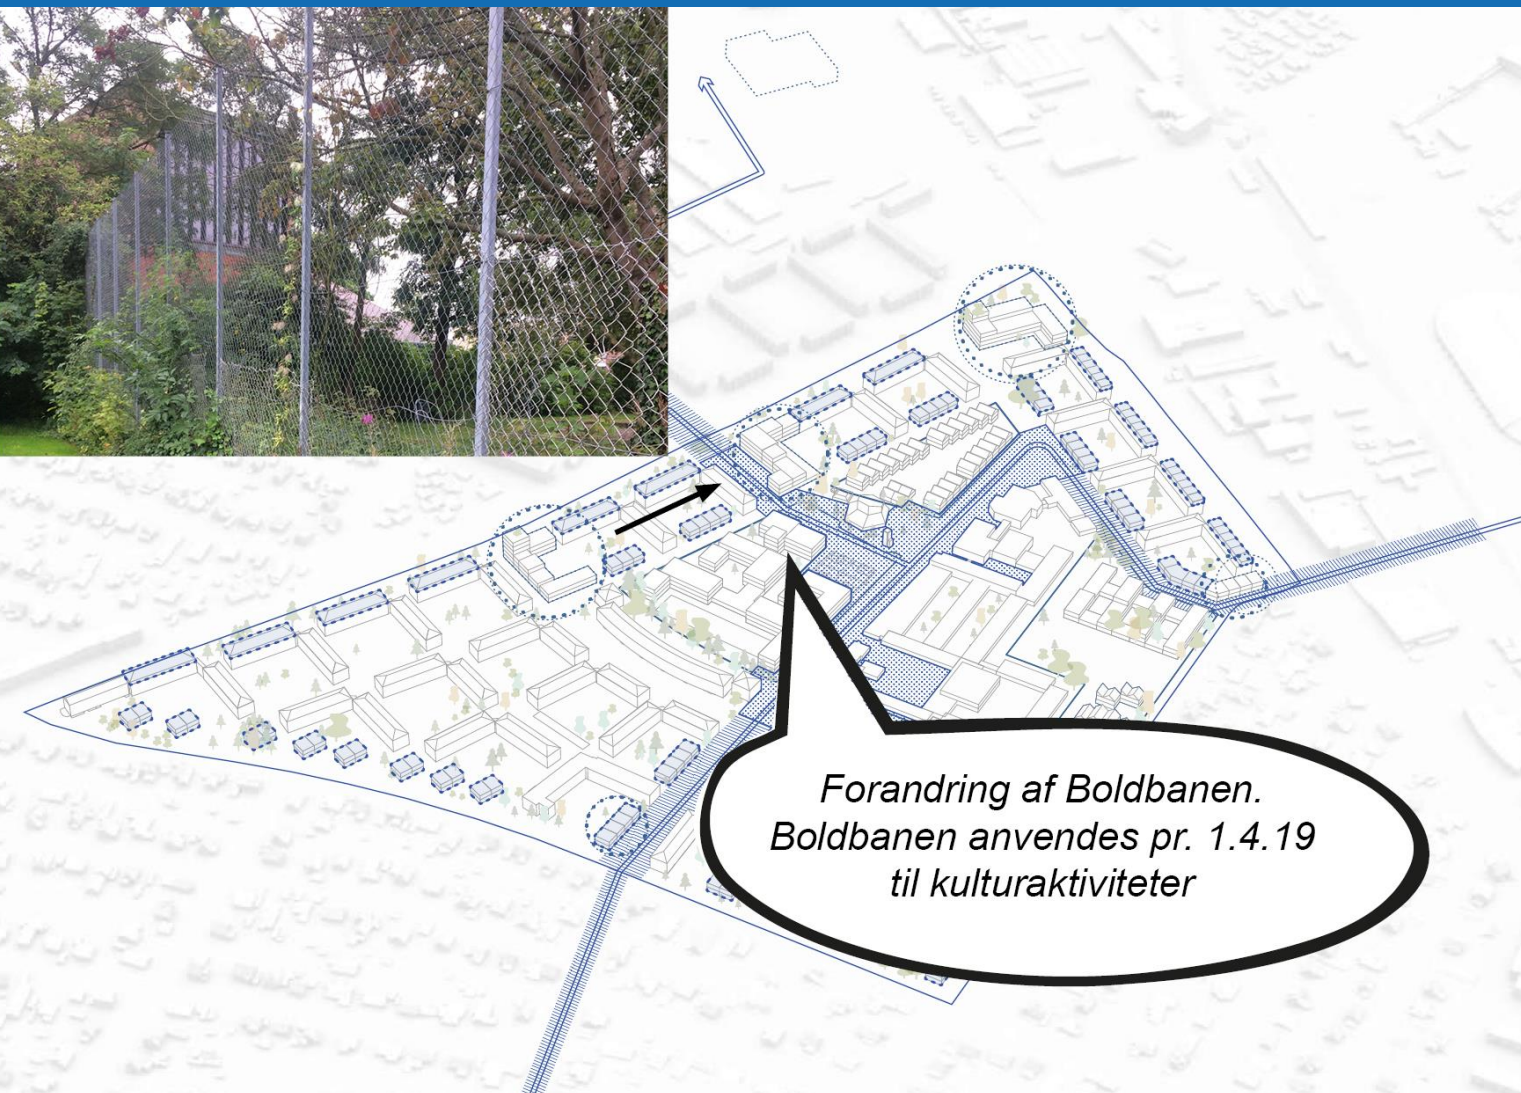 Forandring af Boldbanen.
Boldbanen anvendes pr. 1.4.19
til kulturaktiviteter